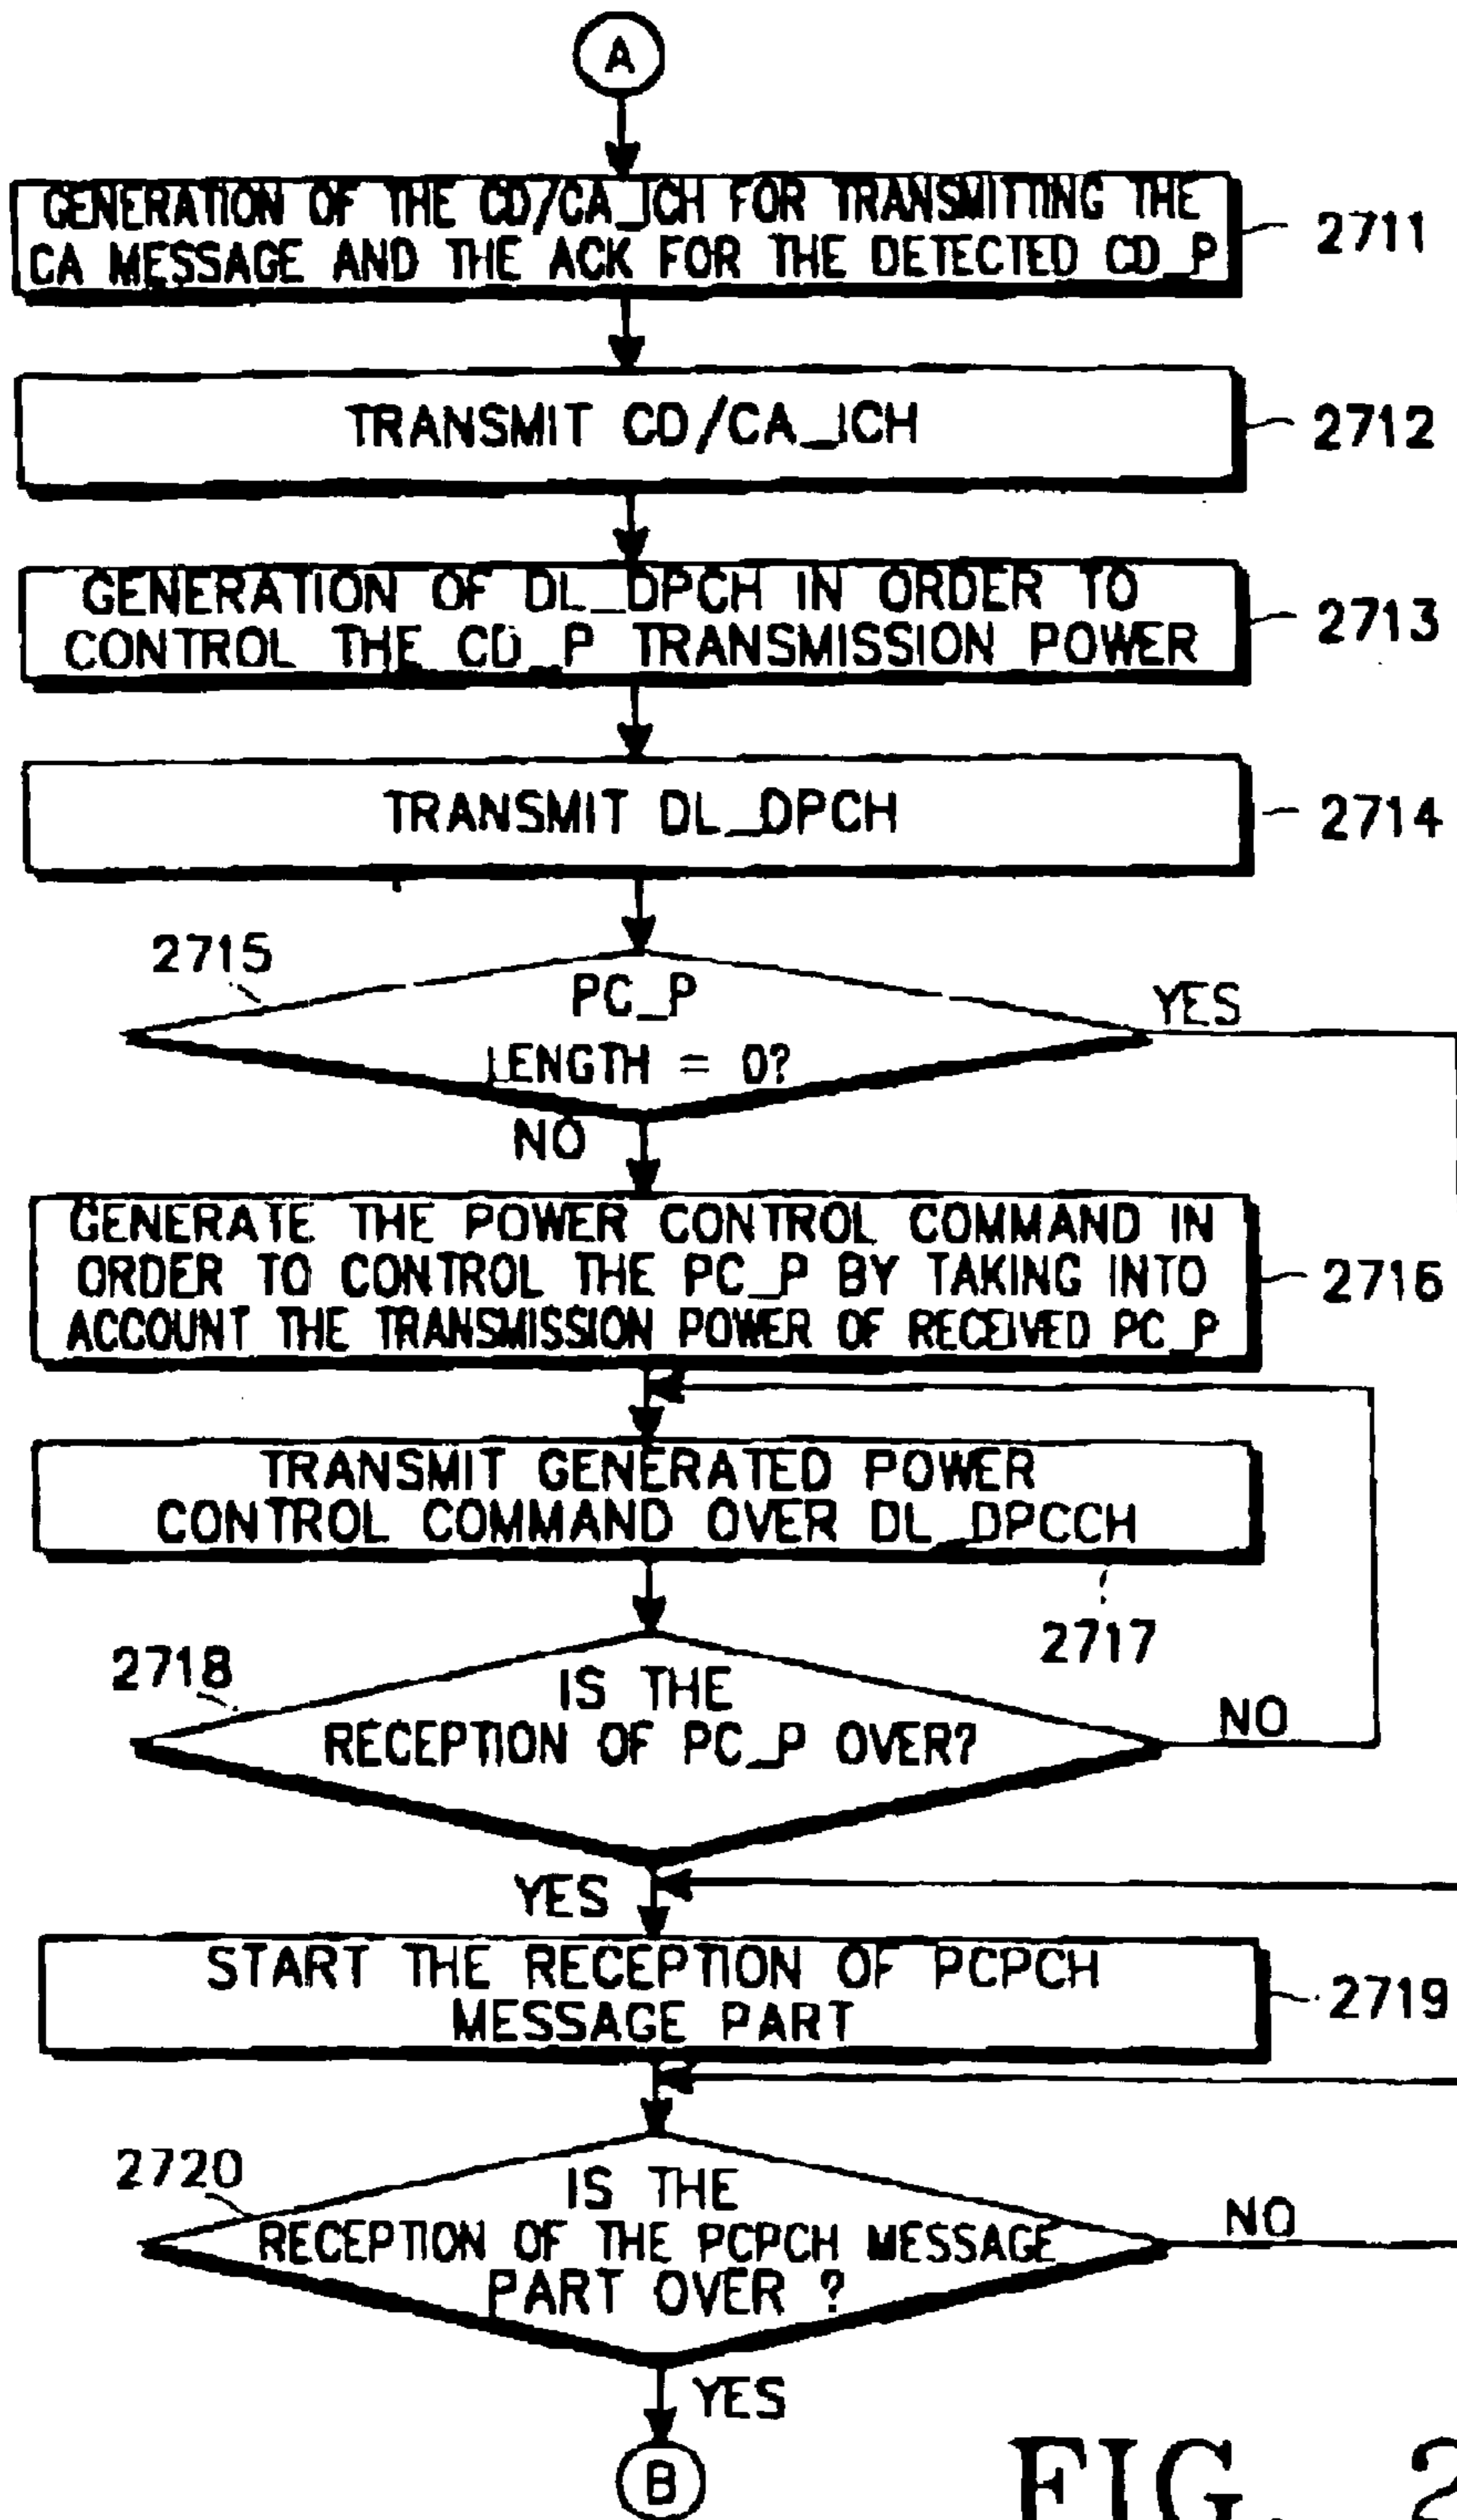 A
GENERATION OF THE CD/CA_ICH FOR TRANSMITTING THE
CA MESSAGE AND THE ACK FOR THE DETECTED CD_P
2711
TRANSMIT CD/CA_ICH
2712
GENERATION OF DL_DPCH IN ORDER TO
CONTROL THE CD_P TRANSMISSION POWER
2713
TRANSMIT DL_DPCH
2714
2715
PC_P
LENGTH = 0?
YES
NO
GENERATE THE POWER CONTROL COMMAND IN
ORDER TO CONTROL THE PC_P BY TAKING INTO
ACCOUNT THE TRANSMISSION POWER OF RECEIVED PC_P
2716
TRANSMIT GENERATED POWER
CONTROL COMMAND OVER DL_DPCCH
2717
2718
IS THE
RECEPTION OF PC_P OVER?
NO
YES
START THE RECEPTION OF PCPCH
MESSAGE PART
2719
2720
IS THE
RECEPTION OF THE PCPCH MESSAGE
PART OVER ?
NO
YES
B
FIG. 2